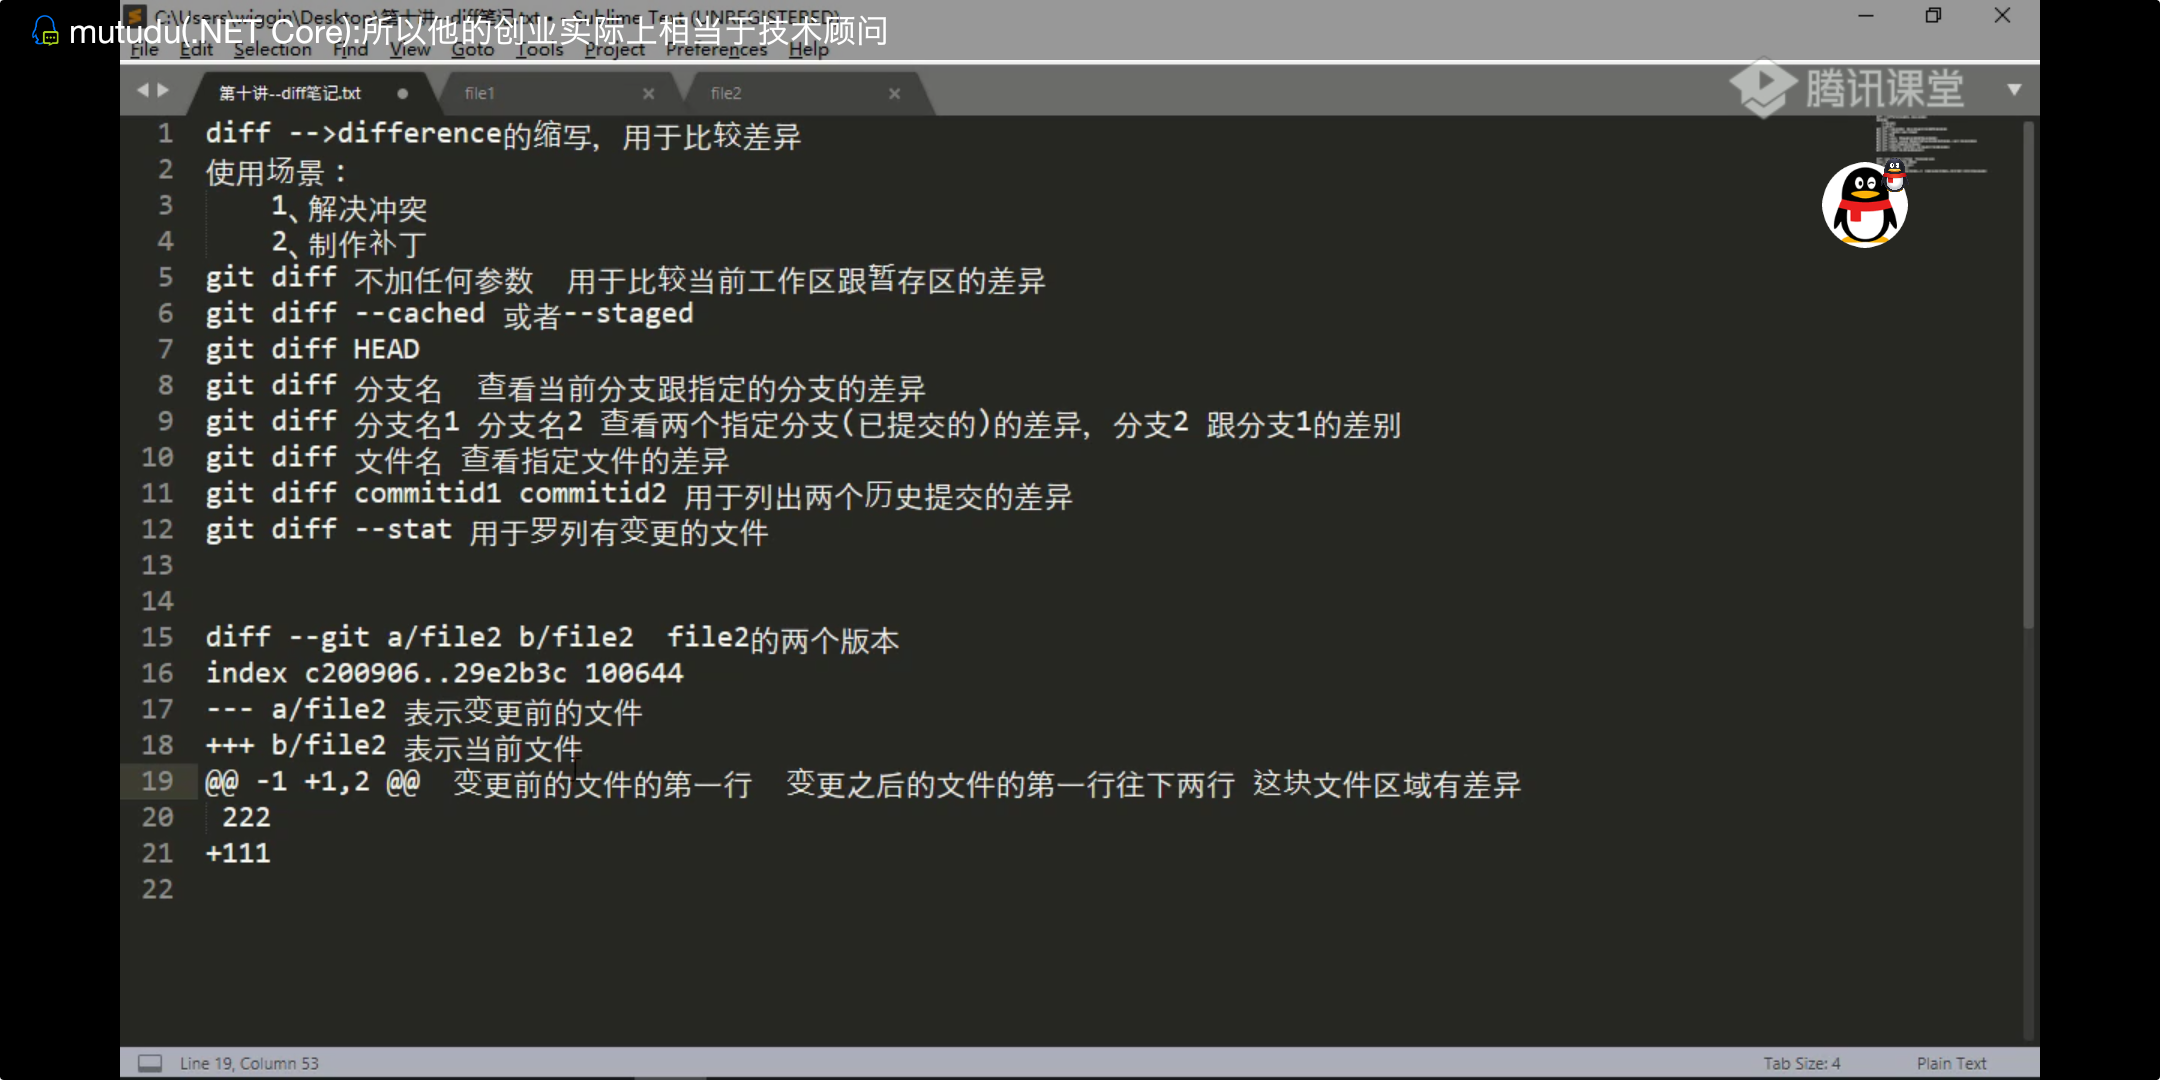 C:\Users\wiggin\Desktop\第十讲--diff笔记.txt • - Sublime Text (UNREGISTERED)
mutudu(.NET Core):所以他的创业实际上相当于技术顾问
File Edit Selection Find View Goto Tools Project Preferences Help
第十讲--diff笔记.txt file1 file2
腾讯课堂
1 diff -->difference的缩写，用于比较差异
2 使用场景：
3 1、解决冲突
4 2、制作补丁
5 git diff 不加任何参数 用于比较当前工作区跟暂存区的差异
6 git diff --cached 或者--staged
7 git diff HEAD
8 git diff 分支名 查看当前分支跟指定的分支的差异
9 git diff 分支名1 分支名2 查看两个指定分支(已提交的)的差异，分支2 跟分支1的差别
10 git diff 文件名 查看指定文件的差异
11 git diff commitid1 commitid2 用于列出两个历史提交的差异
12 git diff --stat 用于罗列有变更的文件
13
14
15 diff --git a/file2 b/file2 file2的两个版本
16 index c200906..29e2b3c 100644
17 --- a/file2 表示变更前的文件
18 +++ b/file2 表示当前文件
19 @@ -1 +1,2 @@ 变更前的文件的第一行 变更之后的文件的第一行往下两行 这块文件区域有差异
20 222
21 +111
22
Line 19, Column 53 Tab Size: 4 Plain Text